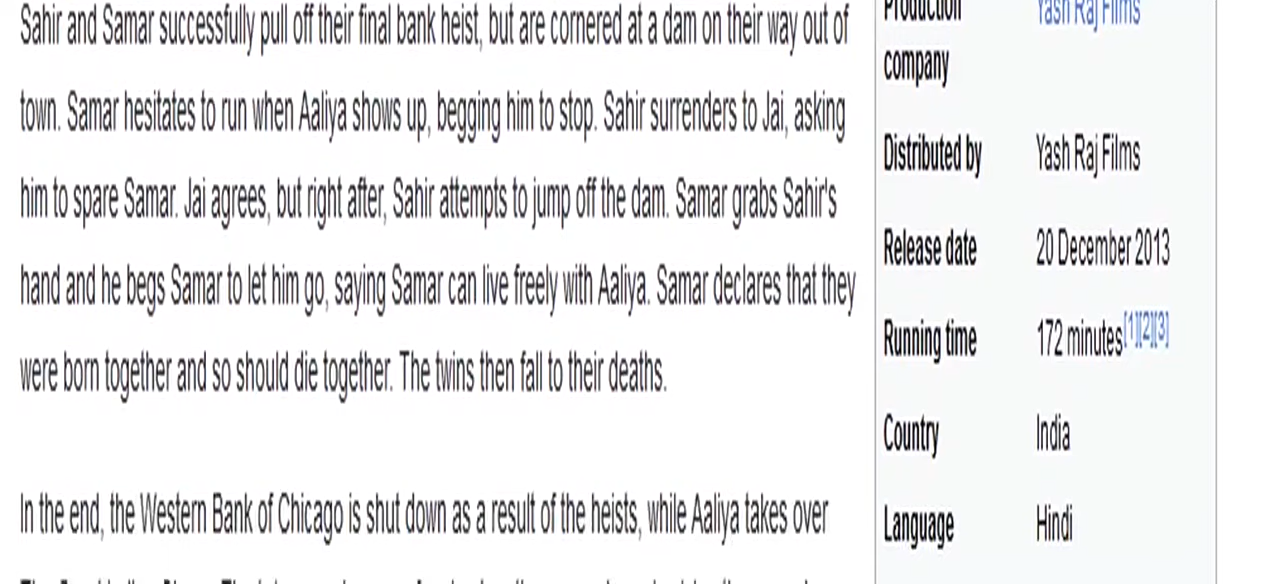 Sahir and Samar successfully pull off their final bank heist, but are cornered at a dam on their way out of
town. Samar hesitates to run when Aaliya shows up, begging him to stop. Sahir surrenders to Jai, asking
him to spare Samar. Jai agrees, but right after, Sahir attempts to jump off the dam. Samar grabs Sahir's
hand and he begs Samar to let him go, saying Samar can live freely with Aaliya. Samar declares that they
were born together and so should die together. The twins then fall to their deaths.
In the end, the Western Bank of Chicago is shut down as a result of the heists, while Aaliya takes over
Production Yash Raj Films
company
Distributed by Yash Raj Films
Release date 20 December 2013
Running time 172 minutes[1][2][3]
Country India
Language Hindi